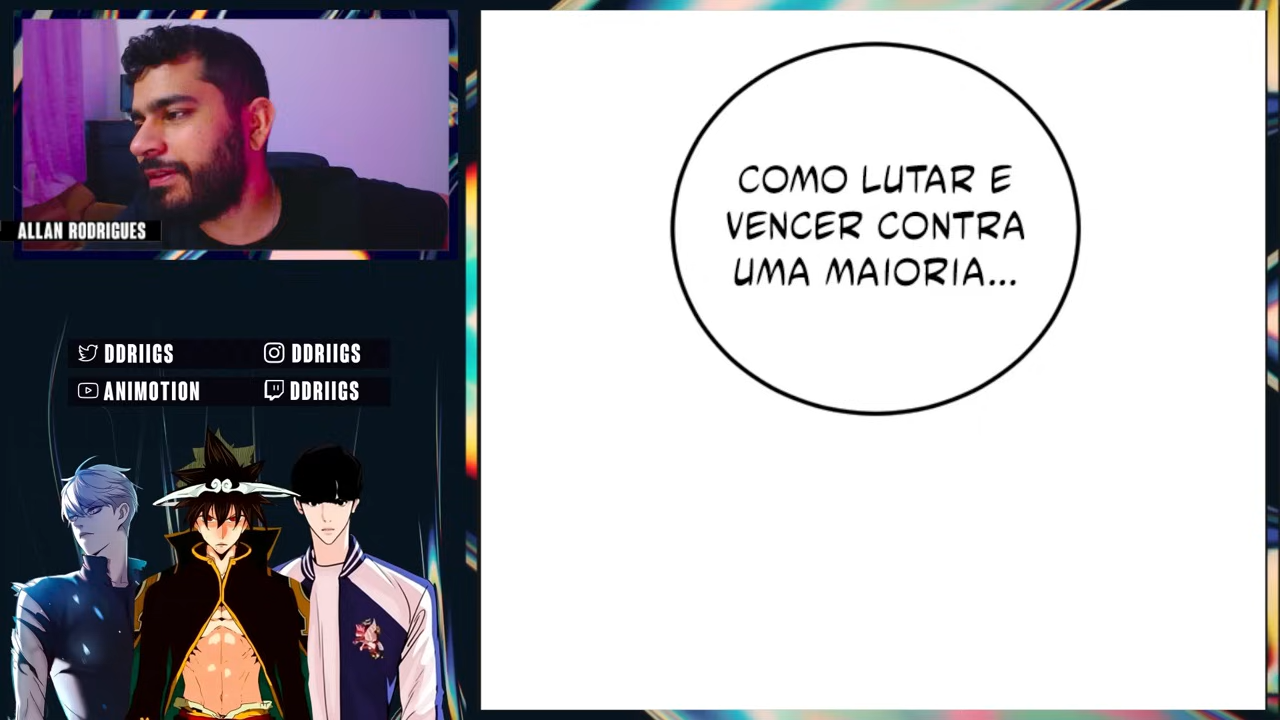 ALLAN RODRIGUES
DDRIIGS
DDRIIGS
ANIMOTION
DDRIIGS
COMO LUTAR E
VENCER CONTRA
UMA MAIORIA...